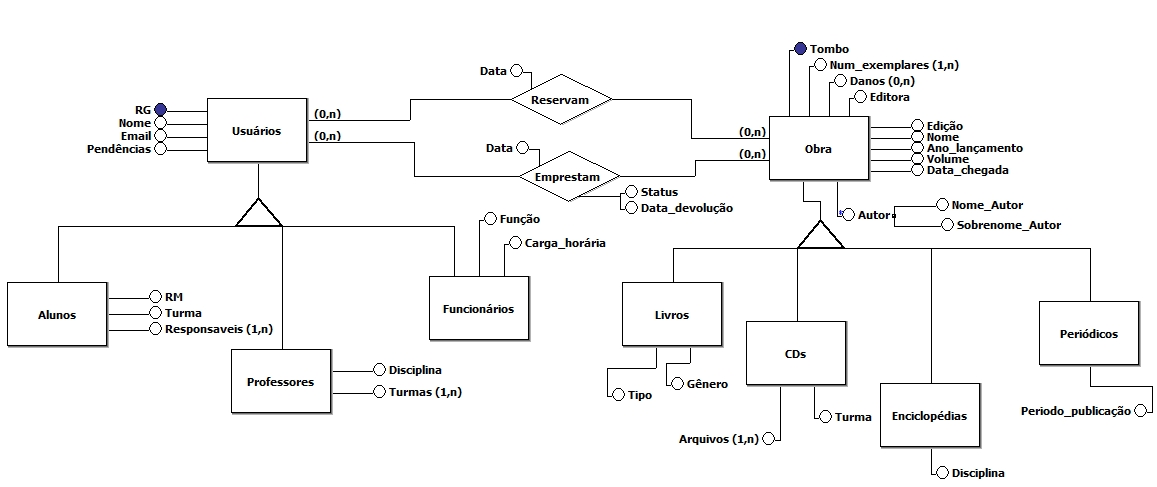 Tombo
Num_exemplares (1,n)
Danos (0,n)
Editora
Data
Reservam
RG
Nome
Email
Pendências
Usuários
(0,n)
(0,n)
(0,n)
(0,n)
Obra
Edição
Nome
Ano_lançamento
Volume
Data_chegada
Data
Emprestam
Status
Data_devolução
Autor
Nome_Autor
Sobrenome_Autor
Função
Carga_horária
Alunos
RM
Turma
Responsaveis (1,n)
Funcionários
Livros
CDs
Periódicos
Professores
Disciplina
Turmas (1,n)
Tipo
Gênero
Enciclopédias
Periodo_publicação
Arquivos (1,n)
Turma
Disciplina